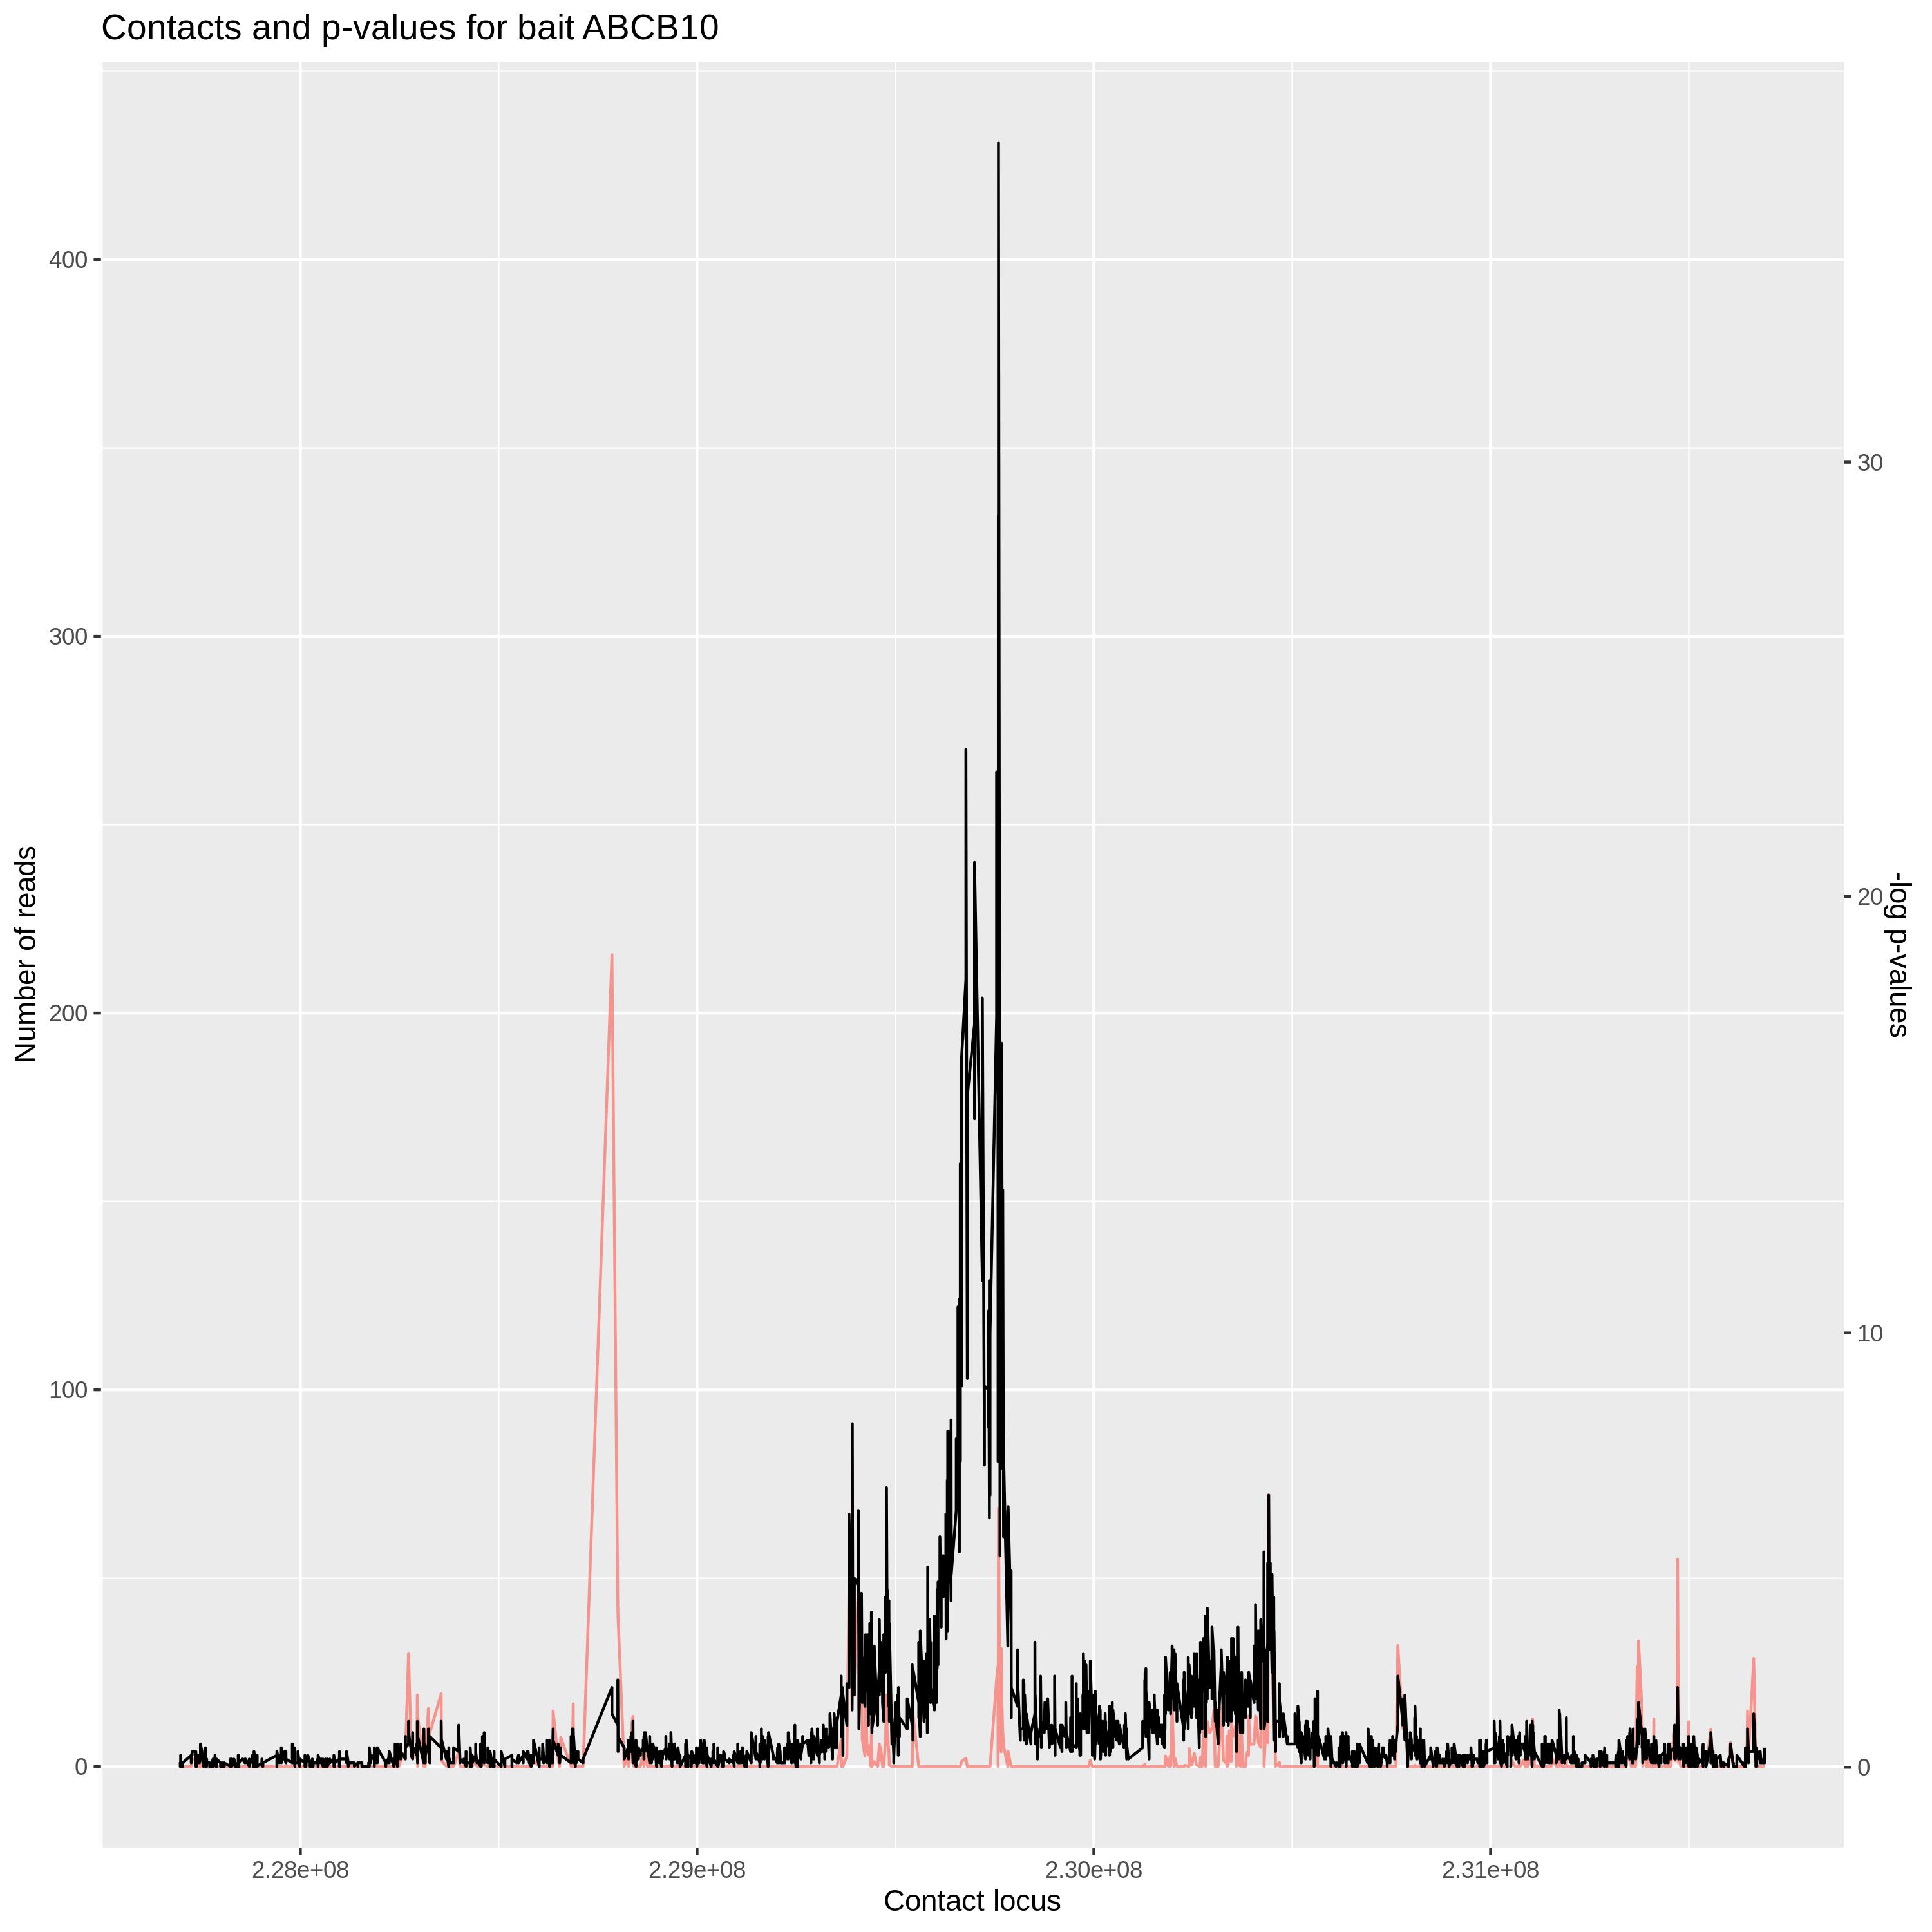 Contacts and p-values for bait ABCB10
400
300
200
100
0
Number of reads
30
20
10
0
-log p-values
2.28e+08
2.29e+08
2.30e+08
2.31e+08
Contact locus